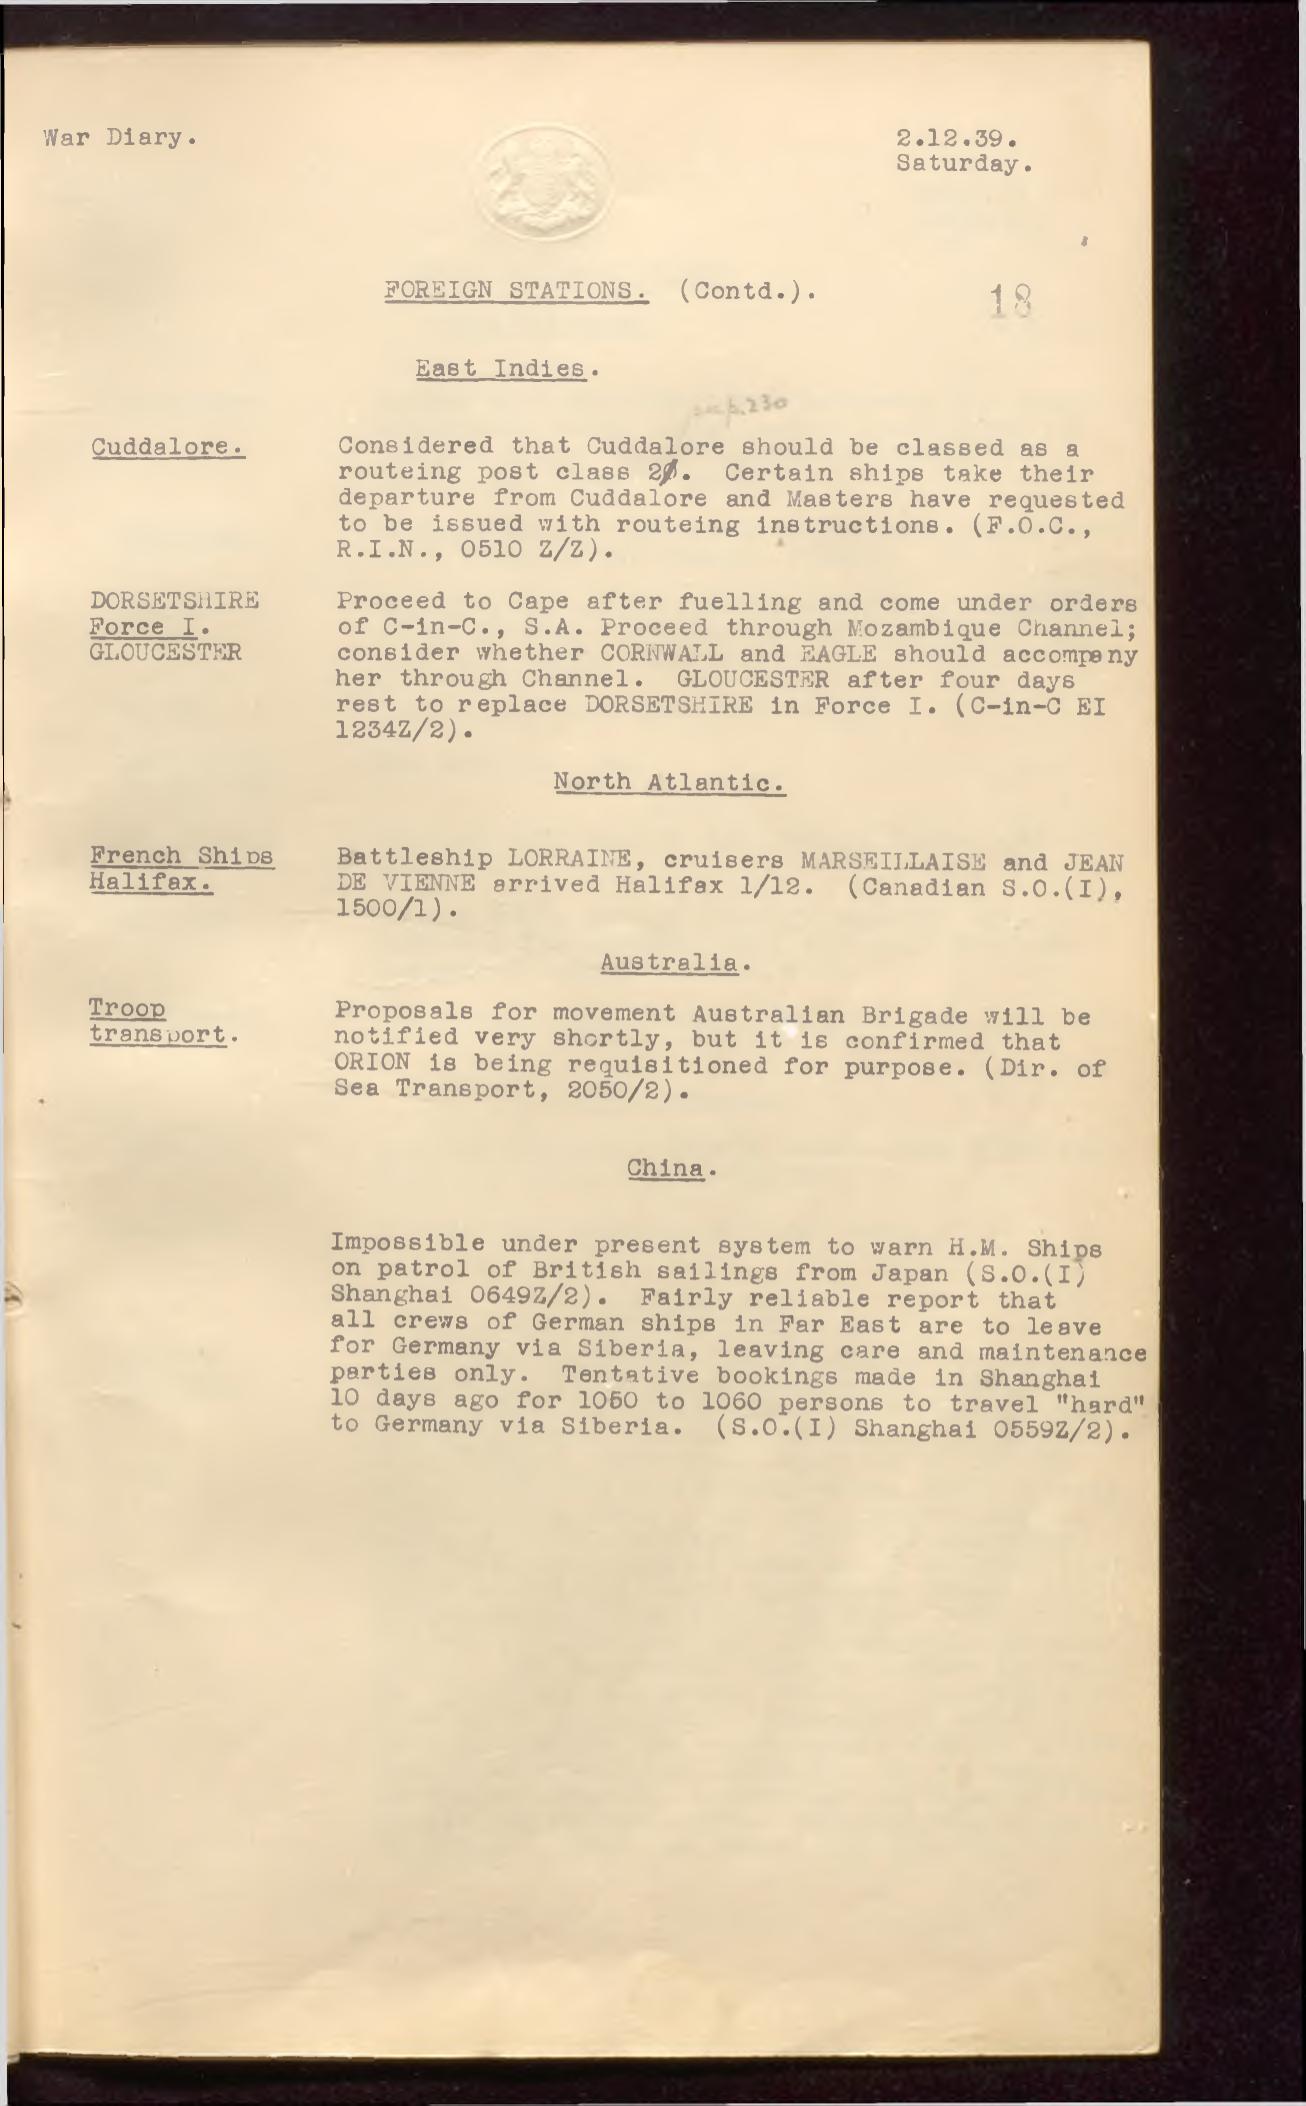 War Diary.
2.12.39.
Saturday.
FOREIGN STATIONS. (Contd.).
18
East Indies.
p.230
Cuddalore.
Considered that Cuddalore should be classed as a
routeing post class 2. Certain ships take their
departure from Cuddalore and Masters have requested
to be issued with routeing instructions. (F.O.C.,
R.I.N., 0510 Z/Z).
DORSETSHIRE
Force I.
GLOUCESTER
Proceed to Cape after fuelling and come under orders
of C-in-C., S.A. Proceed through Mozambique Channel;
consider whether CORNWALL and EAGLE should accompany
her through Channel. GLOUCESTER after four days
rest to replace DORSETSHIRE in Force I. (C-in-C EI
1234Z/2).
North Atlantic.
French Ships
Halifax.
Battleship LORRAINE, cruisers MARSEILLAISE and JEAN
DE VIENNE arrived Halifax 1/12. (Canadian S.O.(I),
1500/1).
Australia.
Troop
transport.
Proposals for movement Australian Brigade will be
notified very shortly, but it is confirmed that
ORION is being requisitioned for purpose. (Dir. of
Sea Transport, 2050/2).
China.
Impossible under present system to warn H.M. Ships
on patrol of British sailings from Japan (S.O.(I)
Shanghai 0649Z/2). Fairly reliable report that
all crews of German ships in Far East are to leave
for Germany via Siberia, leaving care and maintenance
parties only. Tentative bookings made in Shanghai
10 days ago for 1050 to 1060 persons to travel "hard"
to Germany via Siberia. (S.O.(I) Shanghai 0559Z/2).